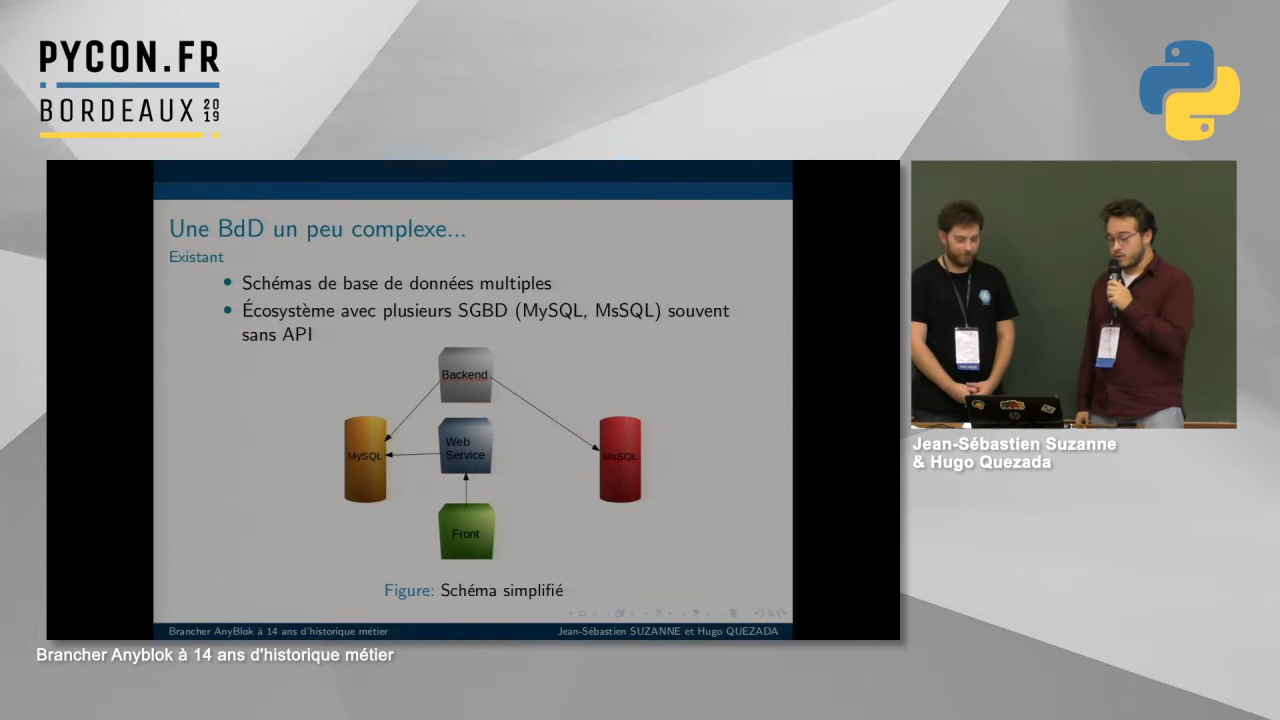 PYCON.FR
BORDEAUX 2019
Une BdD un peu complexe...
Existant
Schémas de base de données multiples
Écosystème avec plusieurs SGBD (MySQL, MsSQL) souvent
sans API
Backend
MySQL
Web
Service
MsSQL
Front
Figure: Schéma simplifié
Brancher AnyBlok à 14 ans d'historique métier
Jean-Sébastien SUZANNE et Hugo QUEZADA
Jean-Sébastien Suzanne
& Hugo Quezada
Brancher Anyblok à 14 ans d'historique métier